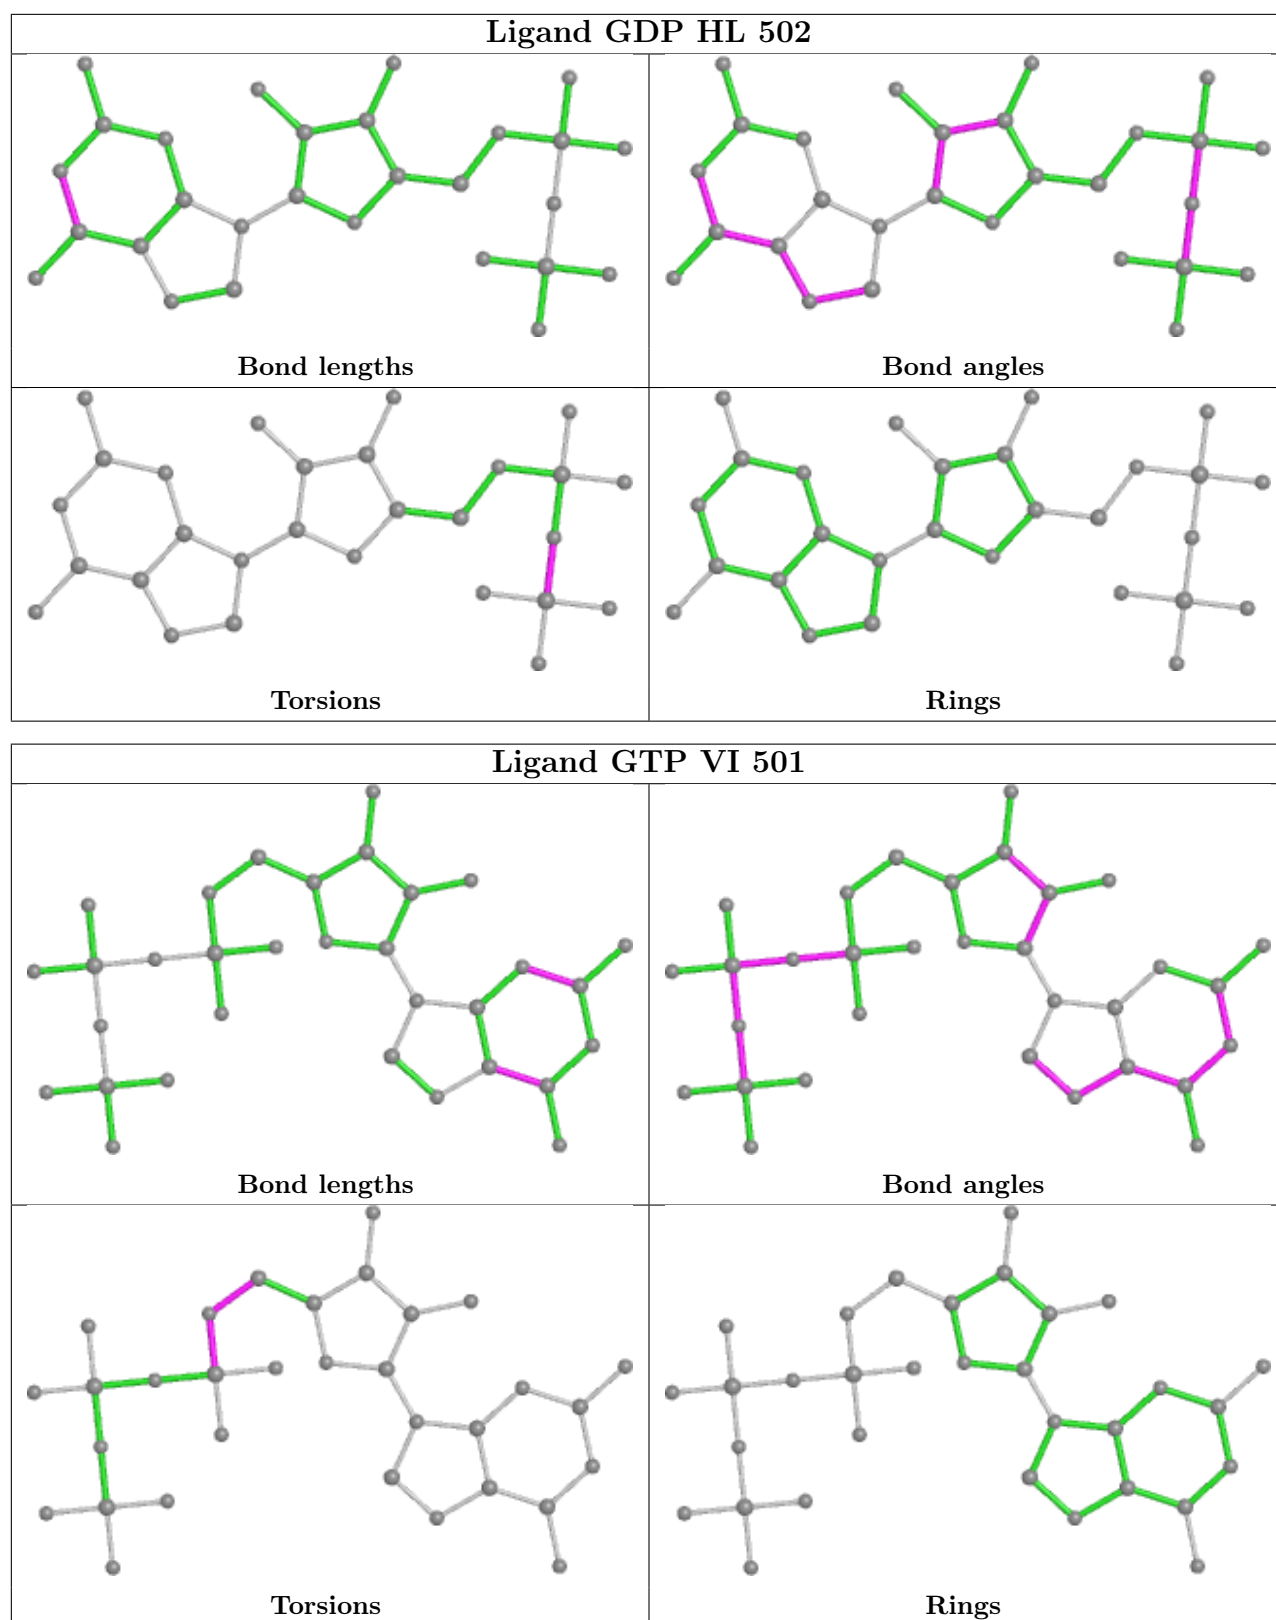 Ligand GDP HL 502
Bond lengths
Bond angles
Torsions
Rings
Ligand GTP VI 501
Bond lengths
Bond angles
Torsions
Rings